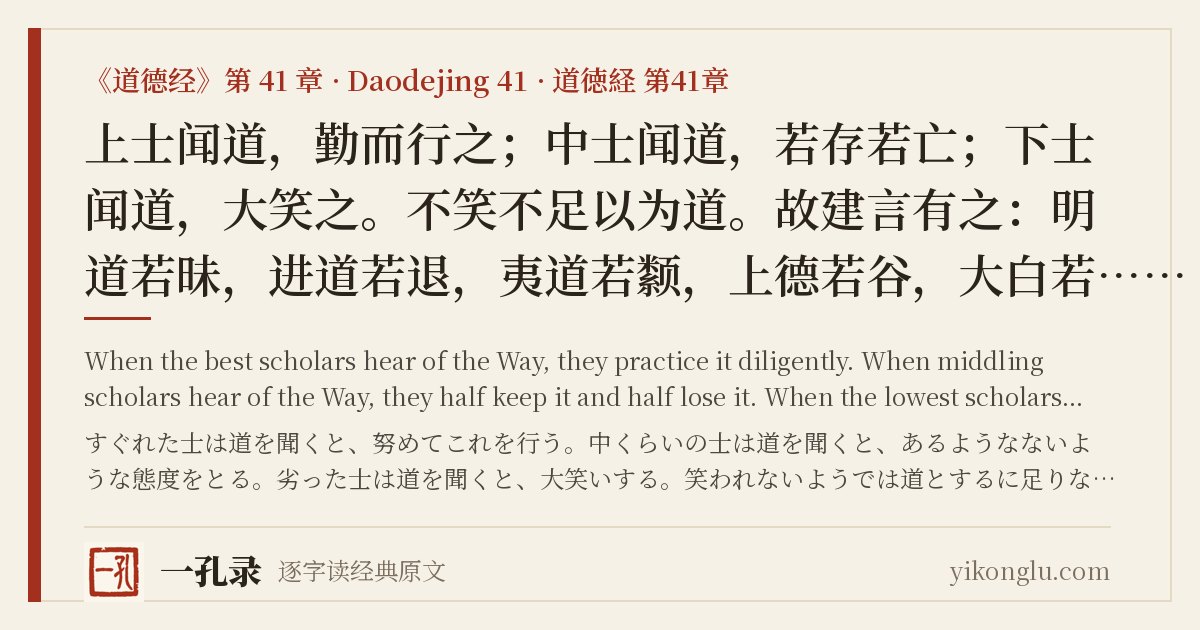 《道德经》第 41 章 · Daodejing 41 · 道徳経 第41章
上士闻道，勤而行之；中士闻道，若存若亡；下士
闻道，大笑之。不笑不足以为道。故建言有之：明
道若昧，进道若退，夷道若颣，上德若谷，大白若……
When the best scholars hear of the Way, they practice it diligently. When middling
scholars hear of the Way, they half keep it and half lose it. When the lowest scholars...
すぐれた士は道を聞くと、努めてこれを行う。中くらいの士は道を聞くと、あるようなないよ
うな態度をとる。劣った士は道を聞くと、大笑いする。笑われないようでは道とするに足りな…
一孔
一孔录 逐字读经典原文
yikonglu.com